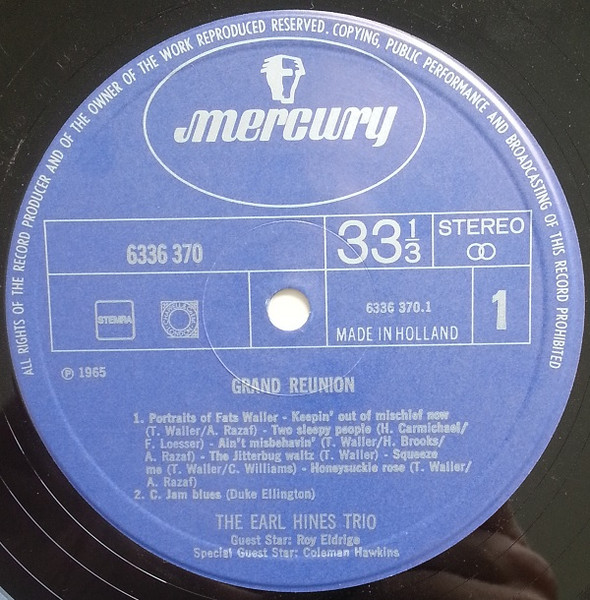 ALL RIGHTS OF THE RECORD PRODUCER AND OF THE OWNER OF THE WORK REPRODUCED RESERVED. COPYING, PUBLIC PERFORMANCE AND BROADCASTING OF THIS RECORD PROHIBITED
mercury
6336 370
33 1/3
STEREO
STEMRA
6336 370.1
MADE IN HOLLAND
1
℗ 1965
GRAND REUNION
1. Portraits of Fats Waller - Keepin' out of mischief now
(T. Waller/A. Razaf) - Two sleepy people (H. Carmichael/
F. Loesser) - Ain't misbehavin' (T. Waller/H. Brooks/
A. Razaf) - The Jitterbug waltz (T. Waller) - Squeeze
me (T. Waller/C. Williams) - Honeysuckle rose (T. Waller/
A. Razaf)
2. C. Jam blues (Duke Ellington)
THE EARL HINES TRIO
Guest Star: Roy Eldrige
Special Guest Star: Coleman Hawkins